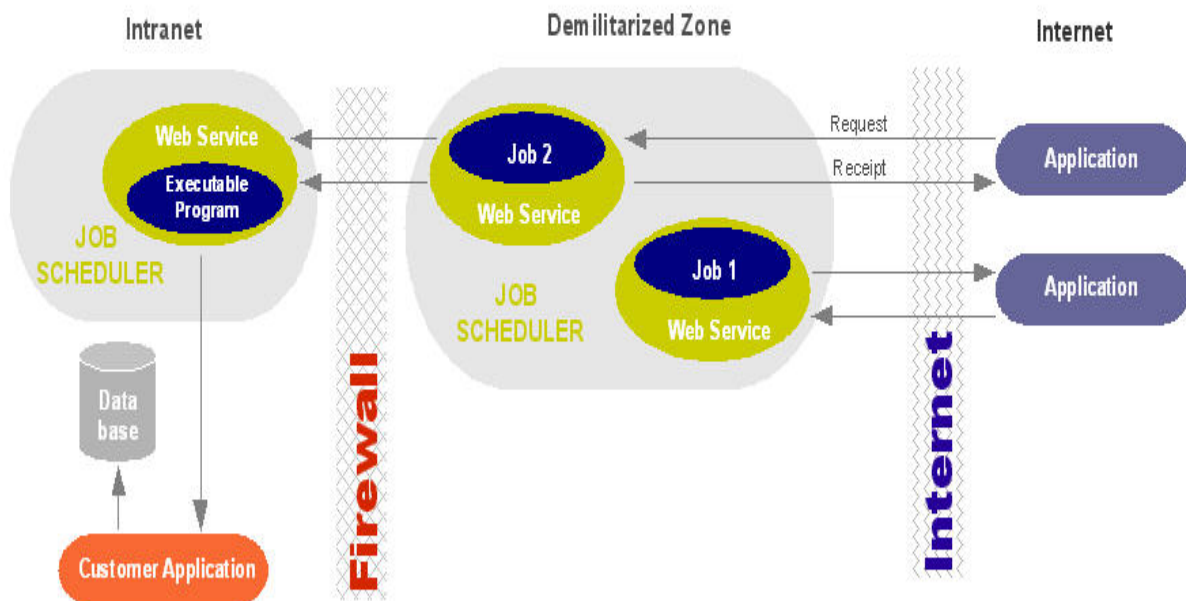 Intranet
Demilitarized Zone
Internet
Web Service
Executable
Program
JOB
SCHEDULER
Data
base
Customer Application
Firewall
Job 2
Web Service
Job 1
Web Service
JOB
SCHEDULER
Request
Receipt
Internet
Application
Application